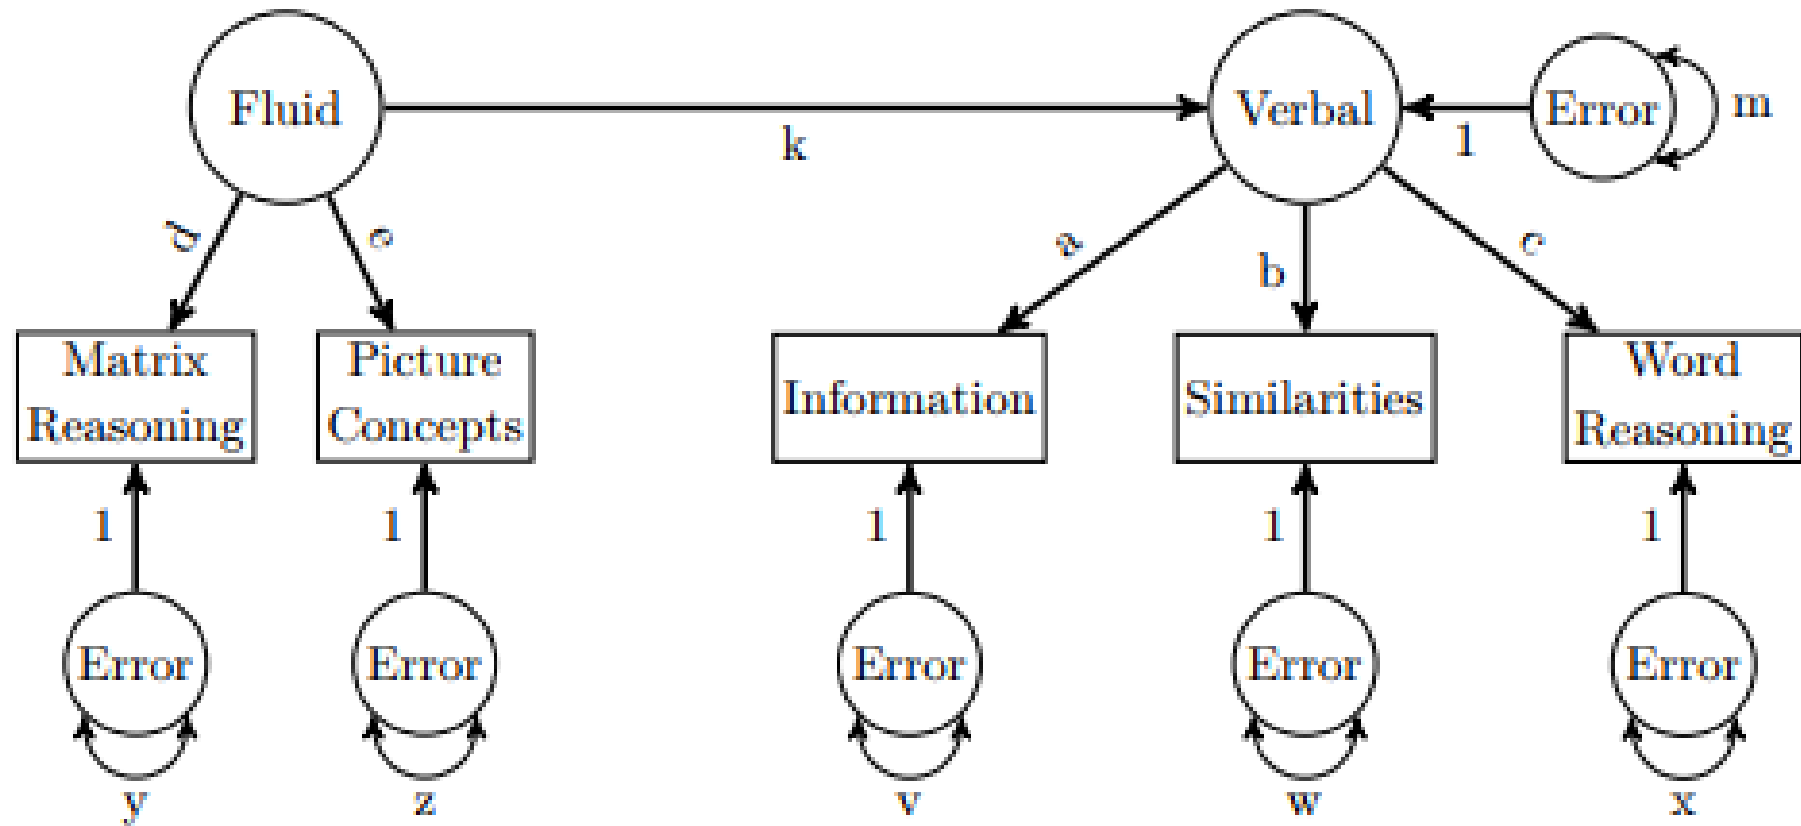 Fluid
Verbal
Error
m
k
1
d
e
a
b
c
Matrix
Reasoning
Picture
Concepts
Information
Similarities
Word
Reasoning
1
1
1
1
1
Error
Error
Error
Error
Error
y
z
v
w
x